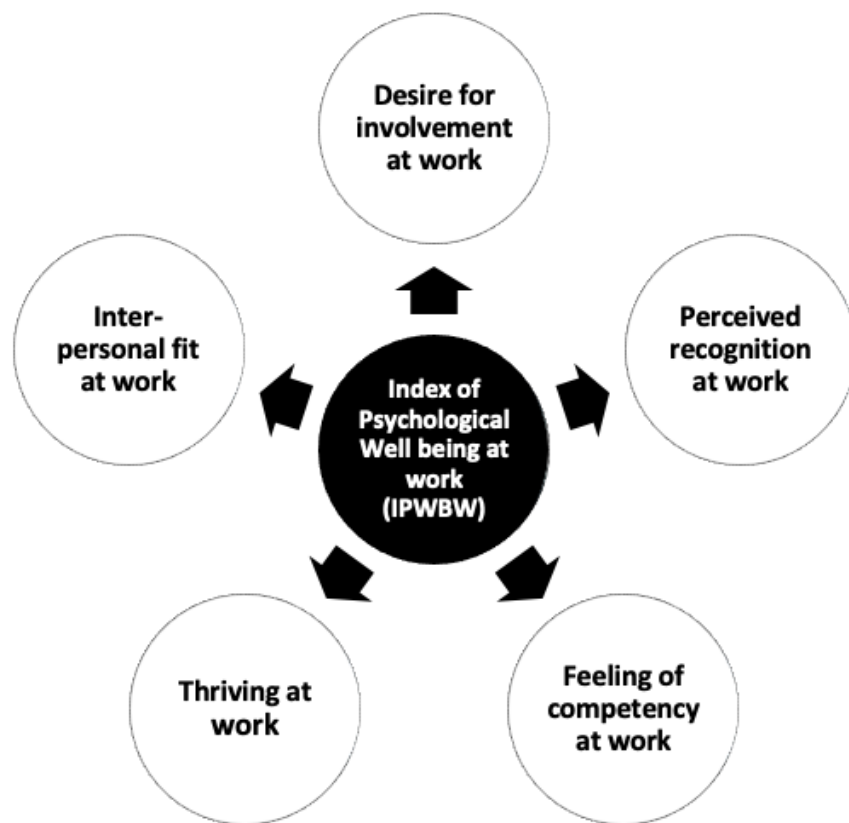 Desire for
involvement
at work
Inter-
personal fit
at work
Perceived
recognition
at work
Index of
Psychological
Well being at
work
(IPWBW)
Thriving at
work
Feeling of
competency
at work